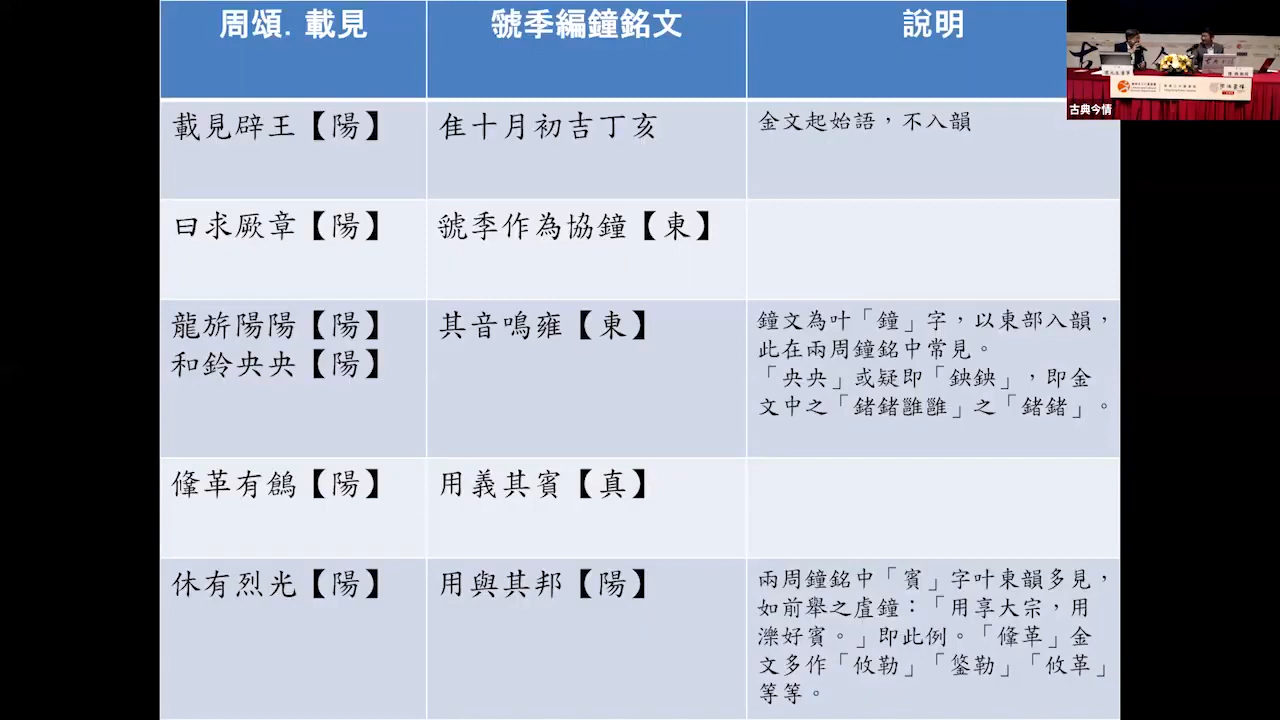 周頌. 載見
虢季編鐘銘文
說明
載見辟王【陽】
隹十月初吉丁亥
金文起始語，不入韻
曰求厥章【陽】
虢季作為協鐘【東】
龍旂陽陽【陽】
和鈴央央【陽】
其音鳴雍【東】
鐘文為叶「鐘」字，以東部入韻，
此在兩周鐘銘中常見。
「央央」或疑即「鉠鉠」，即金
文中之「鍺鍺雝雝」之「鍺鍺」。
鞗革有鶬【陽】
用義其賓【真】
休有烈光【陽】
用與其邦【陽】
兩周鐘銘中「賓」字叶東韻多見，
如前舉之虘鐘：「用享大宗，用
濼好賓。」即此例。「鞗革」金
文多作「攸勒」「鋚勒」「攸革」
等等。
古典今情